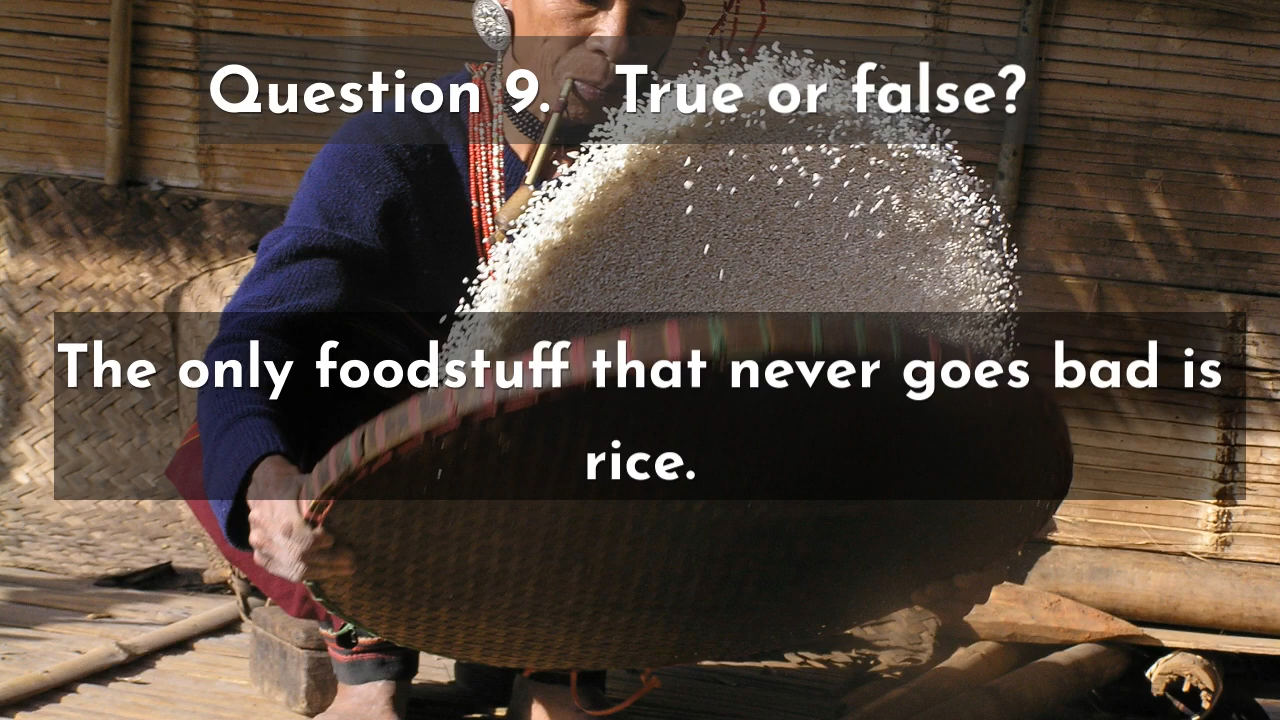 Question 9. True or false?
The only foodstuff that never goes bad is
rice.